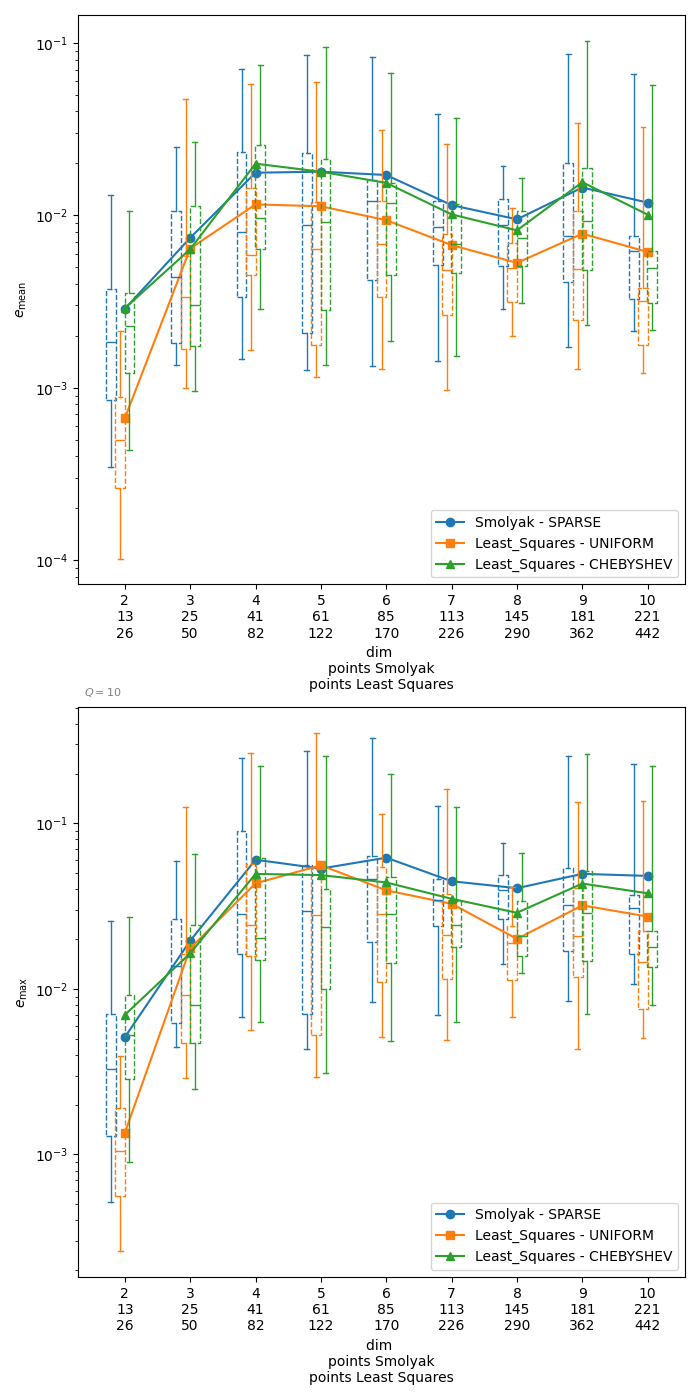 10⁻¹
10⁻²
10⁻³
10⁻⁴
e_mean
Smolyak - SPARSE
Least_Squares - UNIFORM
Least_Squares - CHEBYSHEV
2 3 4 5 6 7 8 9 10
13 25 41 61 85 113 145 181 221
26 50 82 122 170 226 290 362 442
dim
points Smolyak
points Least Squares
Q = 10
10⁻¹
10⁻²
10⁻³
e_max
Smolyak - SPARSE
Least_Squares - UNIFORM
Least_Squares - CHEBYSHEV
2 3 4 5 6 7 8 9 10
13 25 41 61 85 113 145 181 221
26 50 82 122 170 226 290 362 442
dim
points Smolyak
points Least Squares